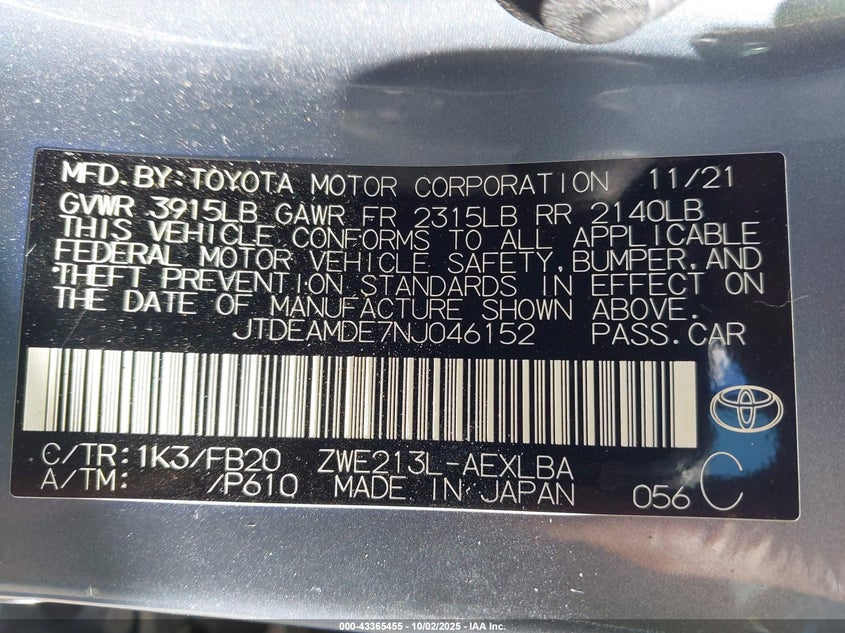 MFD.BY:TOYOTA MOTOR CORPORATION 11/21
GVWR 3915LB GAWR FR 2315LB RR 2140LB
THIS VEHICLE CONFORMS TO ALL APPLICABLE
FEDERAL MOTOR VEHICLE SAFETY,BUMPER,AND
THEFT PREVENTION STANDARDS IN EFFECT ON
THE DATE OF MANUFACTURE SHOWN ABOVE.
JTDEAMDE7NJ046152 PASS.CAR
C/TR:1K3/FB20 ZWE213L-AEXLBA
A/TM: /P610 MADE IN JAPAN 056 C
000-43365455 - 10/02/2025 - IAA Inc.